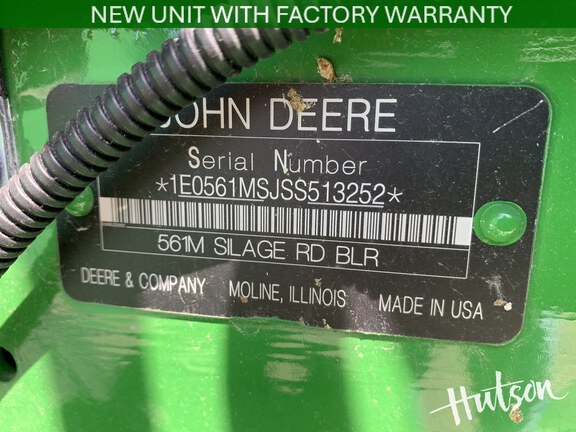 NEW UNIT WITH FACTORY WARRANTY
JOHN DEERE
Serial Number
*1E0561MSJSS513252*
561M SILAGE RD BLR
DEERE & COMPANY MOLINE, ILLINOIS MADE IN USA
Hutson